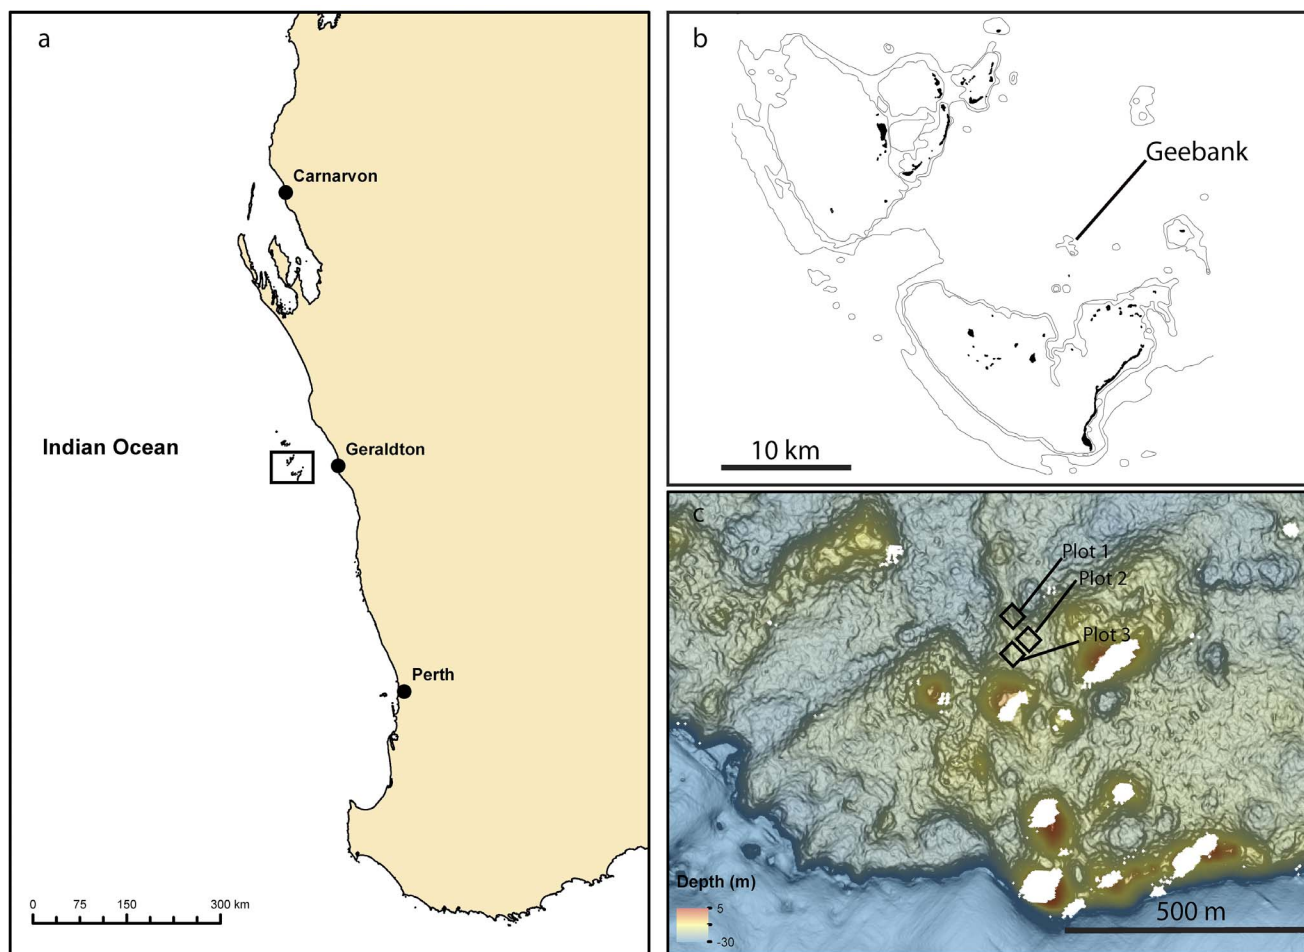 a
Carnarvon
Indian Ocean
Geraldton
Perth
0 75 150 300 km
b
Geebank
10 km
c
Plot 1
Plot 2
Plot 3
Depth (m)
5
-30
500 m